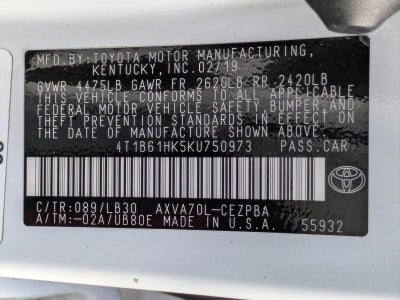 MFD.BY:TOYOTA MOTOR MANUFACTURING,
KENTUCKY,INC.02/19
GVWR 4475LB GAWR FR 2620LB RR 2420LB
THIS VEHICLE CONFORMS TO ALL APPLICABLE
FEDERAL MOTOR VEHICLE SAFETY, BUMPER,AND
THEFT PREVENTION STANDARDS IN EFFECT ON
THE DATE OF MANUFACTURE SHOWN ABOVE.
4T1B61HK5KU750973 PASS.CAR
C/TR:089/LB30 AXVA70L-CEZPBA
A/TM:-02A/UB80E MADE IN U.S.A. 55932
TOYOTA